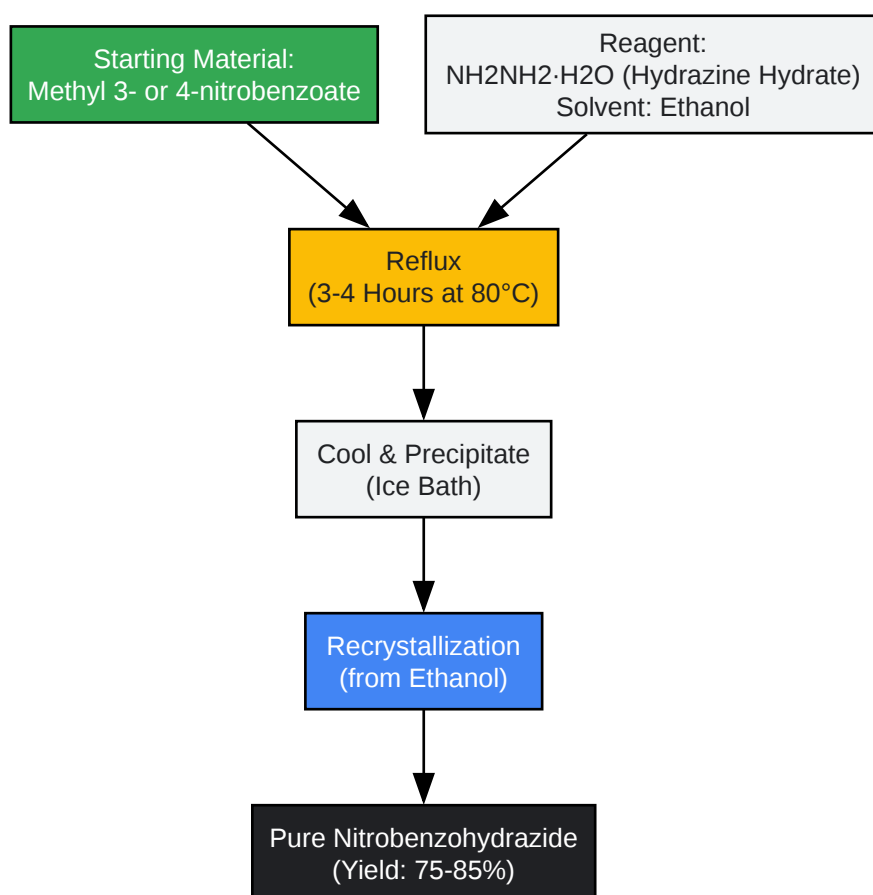 Starting Material:
Methyl 3- or 4-nitrobenzoate
Reagent:
NH2NH2·H2O (Hydrazine Hydrate)
Solvent: Ethanol
Reflux
(3-4 Hours at 80°C)
Cool & Precipitate
(Ice Bath)
Recrystallization
(from Ethanol)
Pure Nitrobenzohydrazide
(Yield: 75-85%)